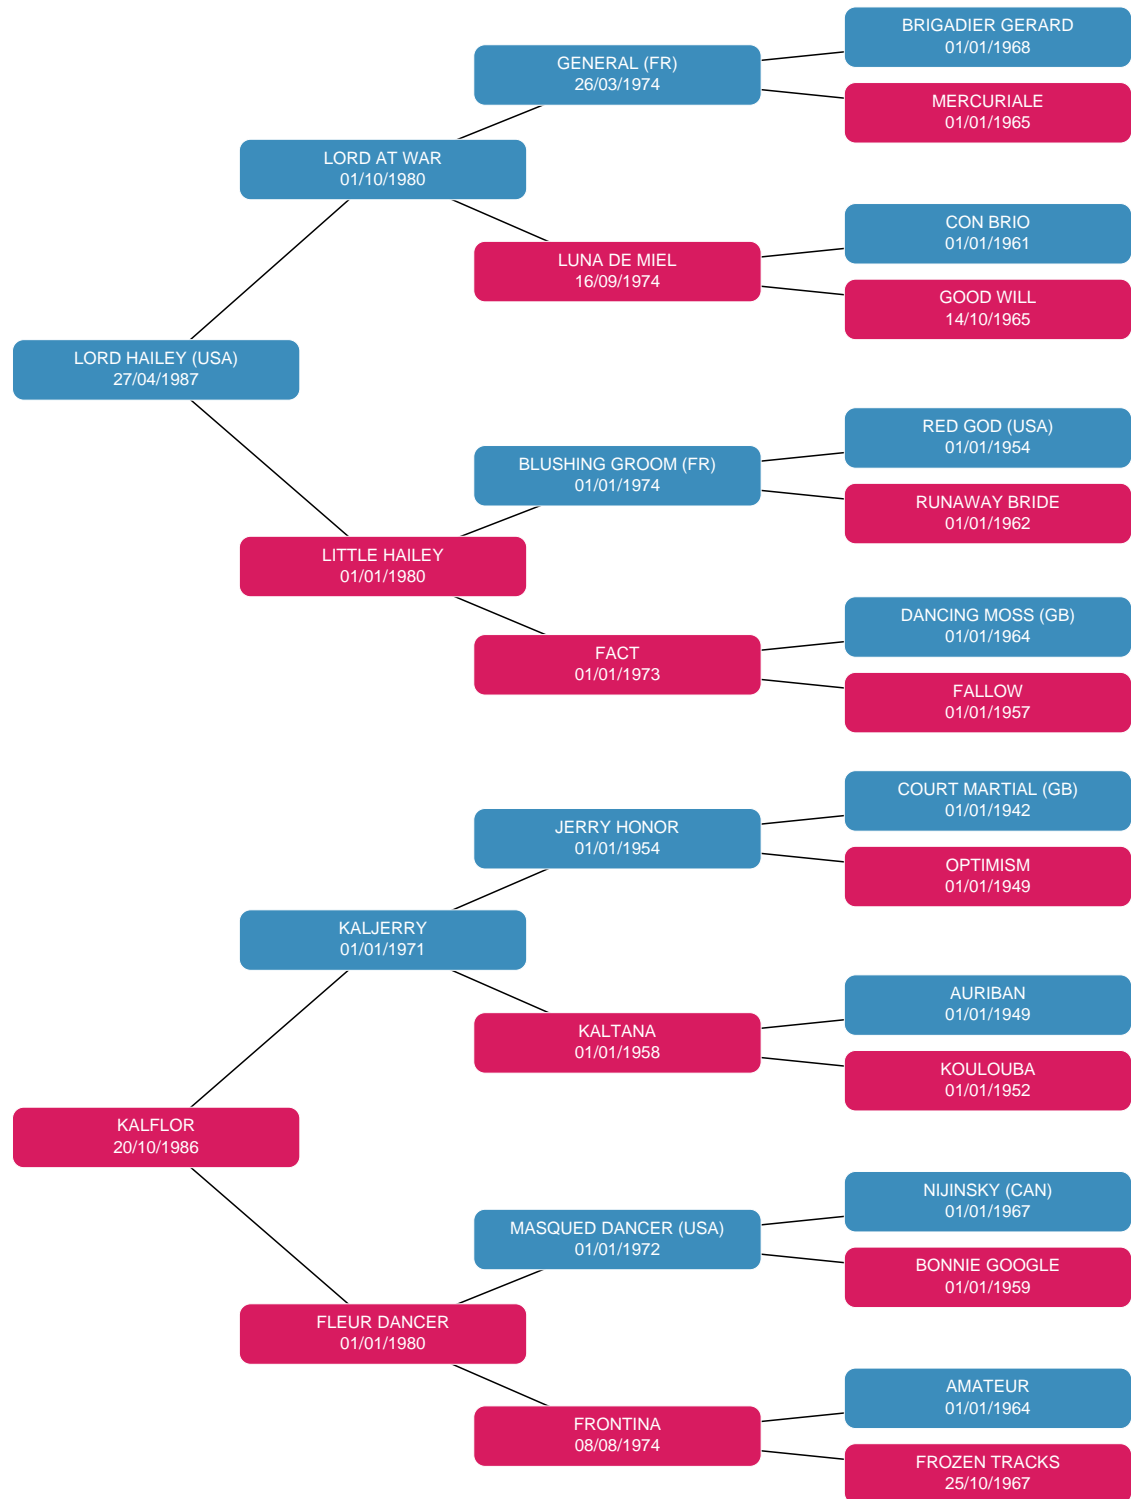 BRIGADIER GERARD
01/01/1968
GENERAL (FR)
26/03/1974
MERCURIALE
01/01/1965
LORD AT WAR
01/10/1980
CON BRIO
01/01/1961
LUNA DE MIEL
16/09/1974
GOOD WILL
14/10/1965
LORD HAILEY (USA)
27/04/1987
RED GOD (USA)
01/01/1954
BLUSHING GROOM (FR)
01/01/1974
RUNAWAY BRIDE
01/01/1962
LITTLE HAILEY
01/01/1980
DANCING MOSS (GB)
01/01/1964
FACT
01/01/1973
FALLOW
01/01/1957
COURT MARTIAL (GB)
01/01/1942
JERRY HONOR
01/01/1954
OPTIMISM
01/01/1949
KALJERRY
01/01/1971
AURIBAN
01/01/1949
KALTANA
01/01/1958
KOULOUBA
01/01/1952
KALFLOR
20/10/1986
NIJINSKY (CAN)
01/01/1967
MASQUED DANCER (USA)
01/01/1972
BONNIE GOOGLE
01/01/1959
FLEUR DANCER
01/01/1980
AMATEUR
01/01/1964
FRONTINA
08/08/1974
FROZEN TRACKS
25/10/1967